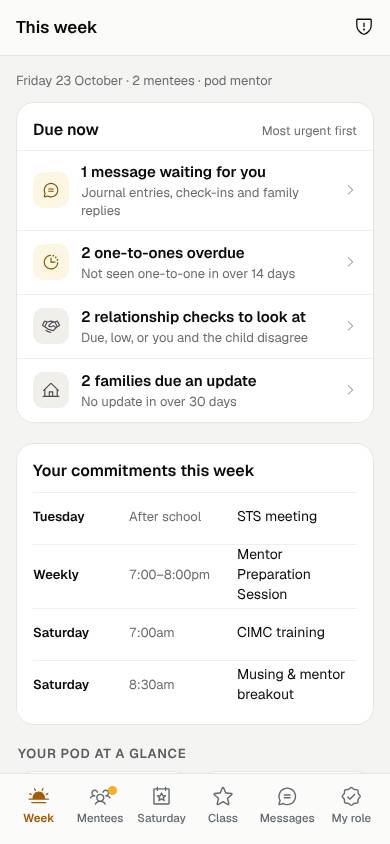 This week
Friday 23 October · 2 mentees · pod mentor
Due now
Most urgent first
1 message waiting for you
Journal entries, check-ins and family
replies
2 one-to-ones overdue
Not seen one-to-one in over 14 days
2 relationship checks to look at
Due, low, or you and the child disagree
2 families due an update
No update in over 30 days
Your commitments this week
Tuesday After school STS meeting
Weekly 7:00–8:00pm Mentor
Preparation
Session
Saturday 7:00am CIMC training
Saturday 8:30am Musing & mentor
breakout
YOUR POD AT A GLANCE
Week Mentees Saturday Class Messages My role